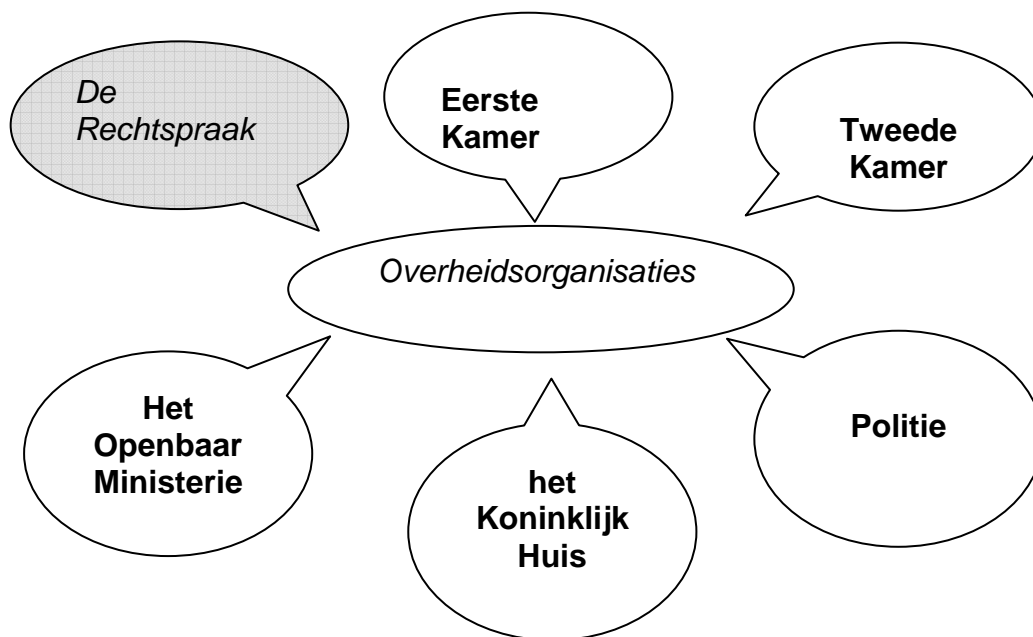 De
Rechtspraak
Eerste
Kamer
Tweede
Kamer
Overheidsorganisaties
Het
Openbaar
Ministerie
het
Koninklijk
Huis
Politie